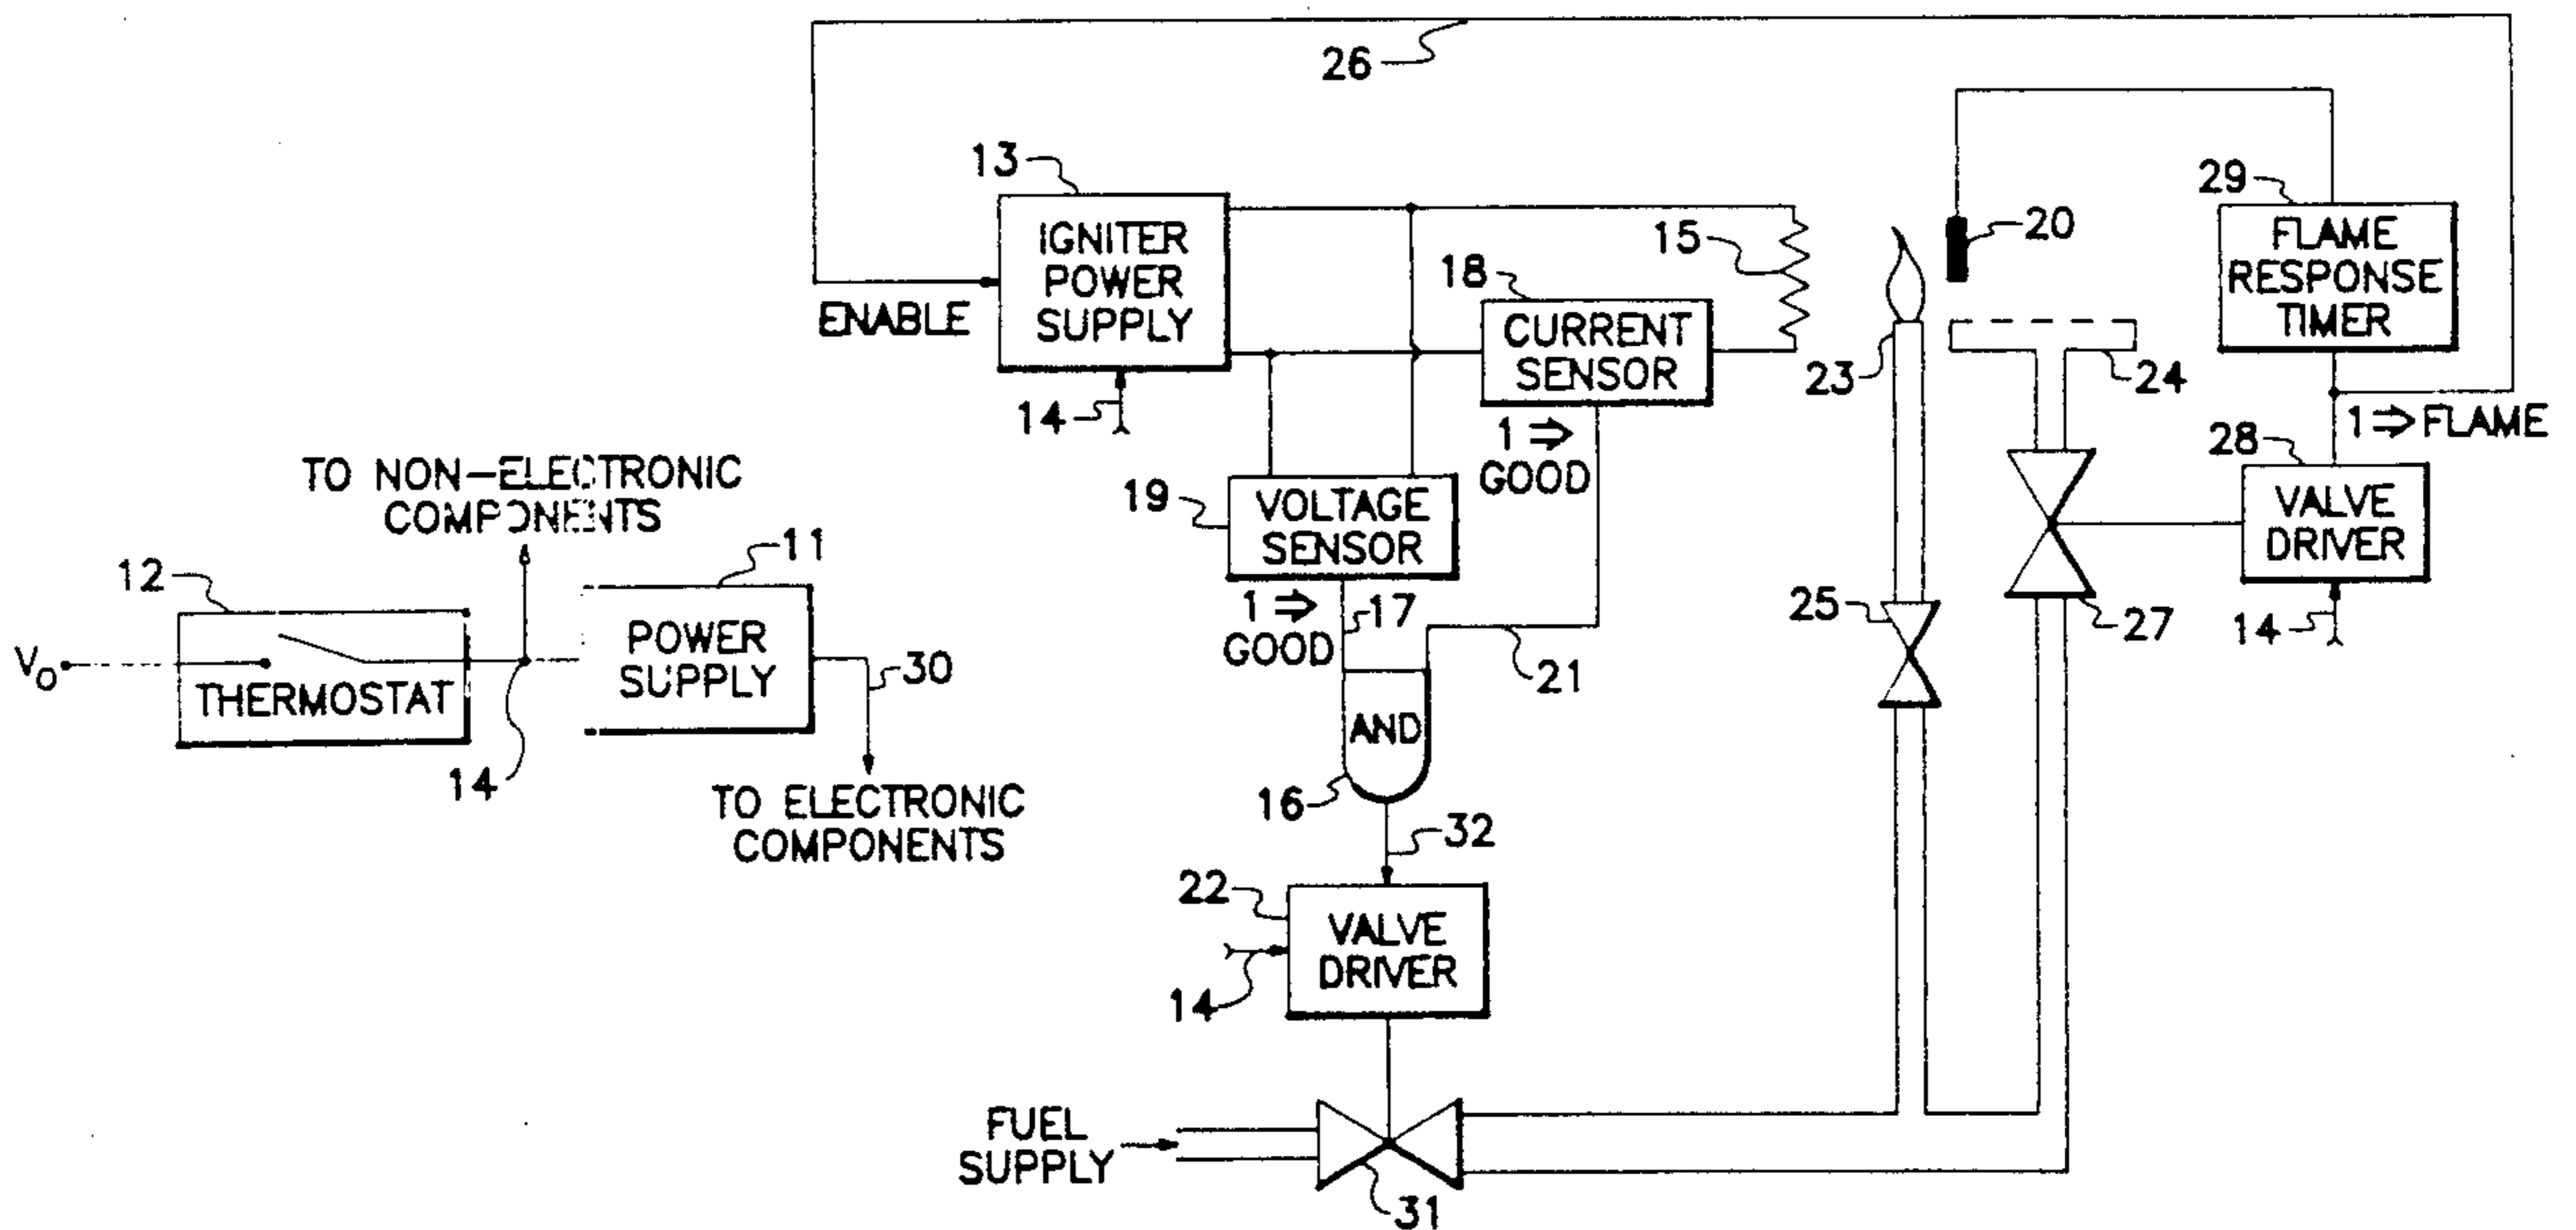 26
13
29
IGNITER
POWER
SUPPLY
15
20
FLAME
RESPONSE
TIMER
18
ENABLE
CURRENT
SENSOR
23
24
14
1 ⇒
GOOD
1 ⇒ FLAME
28
TO NON-ELECTRONIC
COMPONENTS
19
VOLTAGE
SENSOR
VALVE
DRIVER
11
12
1 ⇒
GOOD
17
25
27
14
POWER
SUPPLY
V₀
THERMOSTAT
30
21
14
AND
TO ELECTRONIC
COMPONENTS
16
32
22
VALVE
DRIVER
14
FUEL
SUPPLY
31